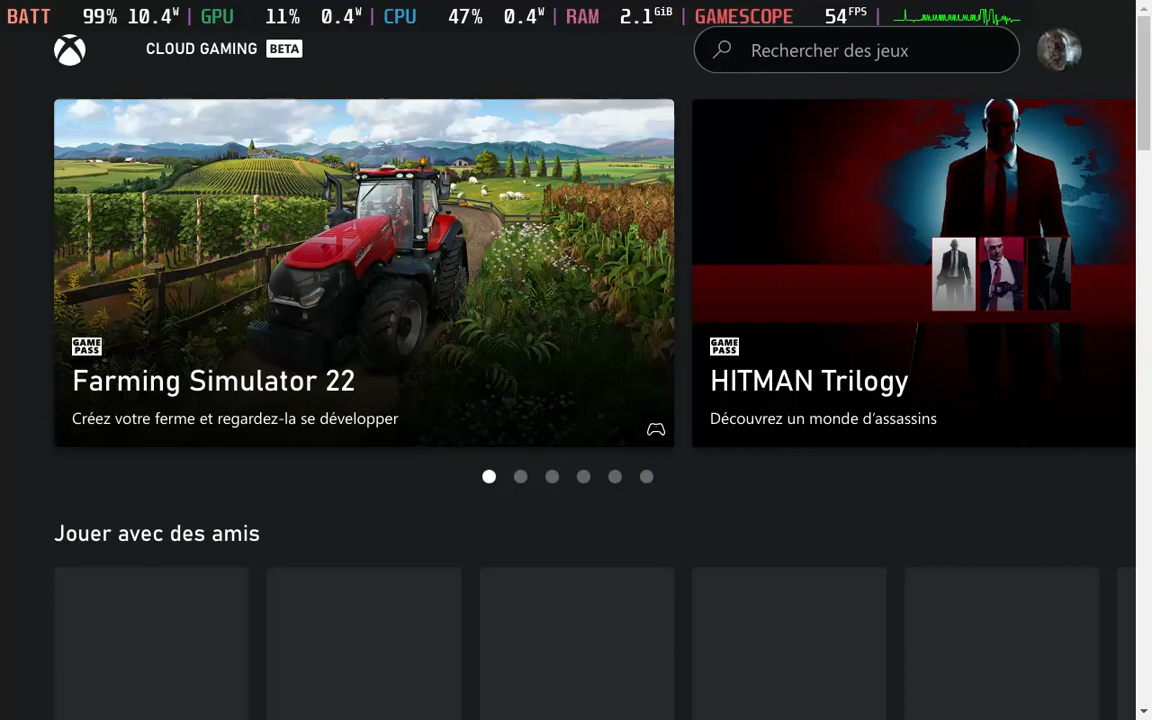 BATT 99% 10.4W | GPU 11% 0.4W | CPU 47% 0.4W | RAM 2.1GiB | GAMESCOPE 54FPS |
CLOUD GAMING BETA
Rechercher des jeux
GAME
PASS
Farming Simulator 22
Créez votre ferme et regardez-la se développer
GAME
PASS
HITMAN Trilogy
Découvrez un monde d’assassins
Jouer avec des amis